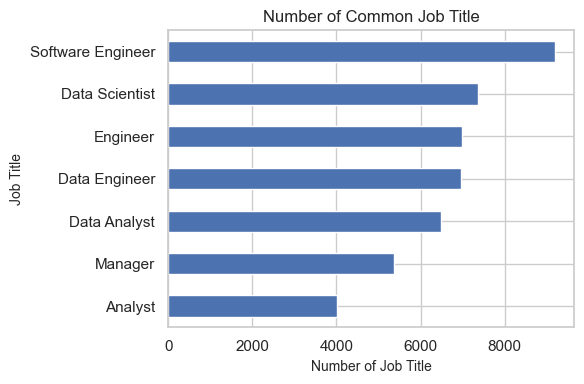 Number of Common Job Title
Job Title
Software Engineer
Data Scientist
Engineer
Data Engineer
Data Analyst
Manager
Analyst
0 2000 4000 6000 8000
Number of Job Title